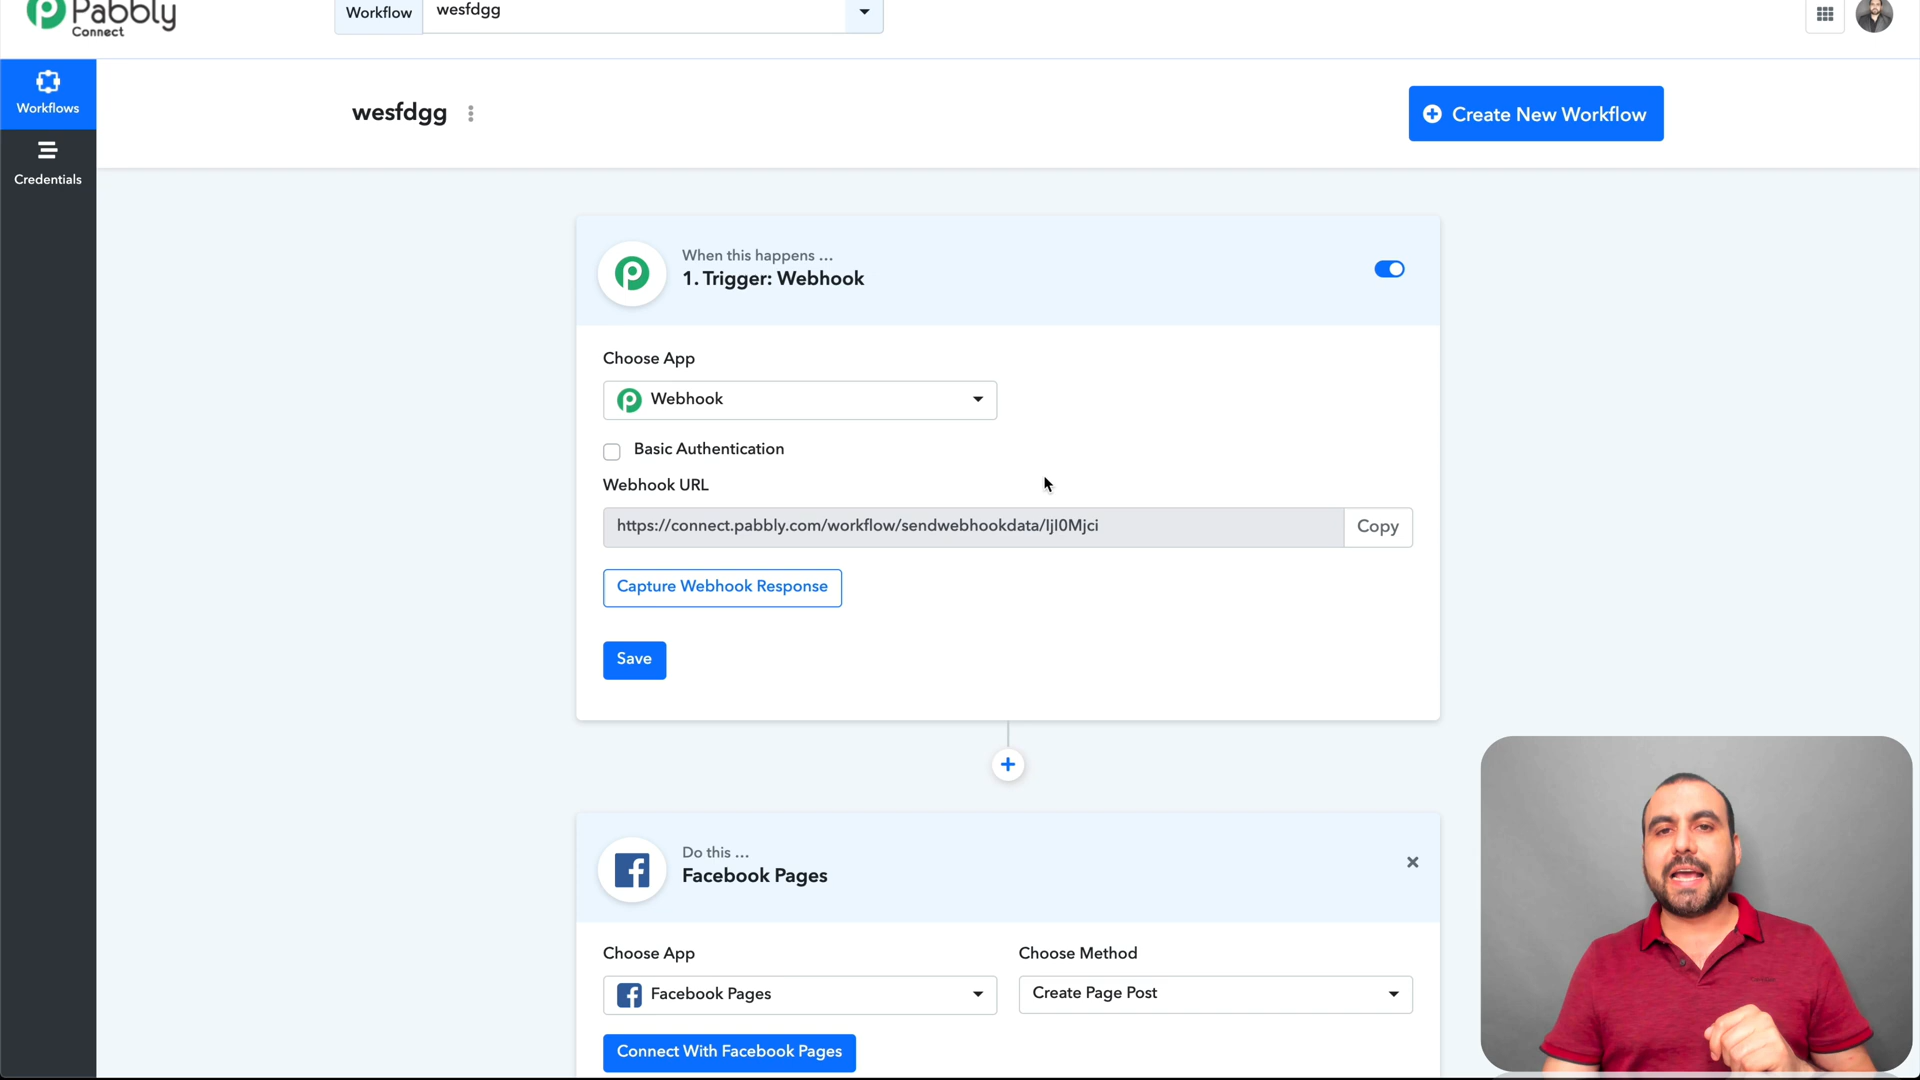 Pabbly
Connect
Workflow
wesfdgg
Workflows
Credentials
wesfdgg
Create New Workflow
When this happens ...
1. Trigger: Webhook
Choose App
Webhook
Basic Authentication
Webhook URL
https://connect.pabbly.com/workflow/sendwebhookdata/IjI0Mjci
Copy
Capture Webhook Response
Save
Do this ...
Facebook Pages
Choose App
Choose Method
Facebook Pages
Create Page Post
Connect With Facebook Pages